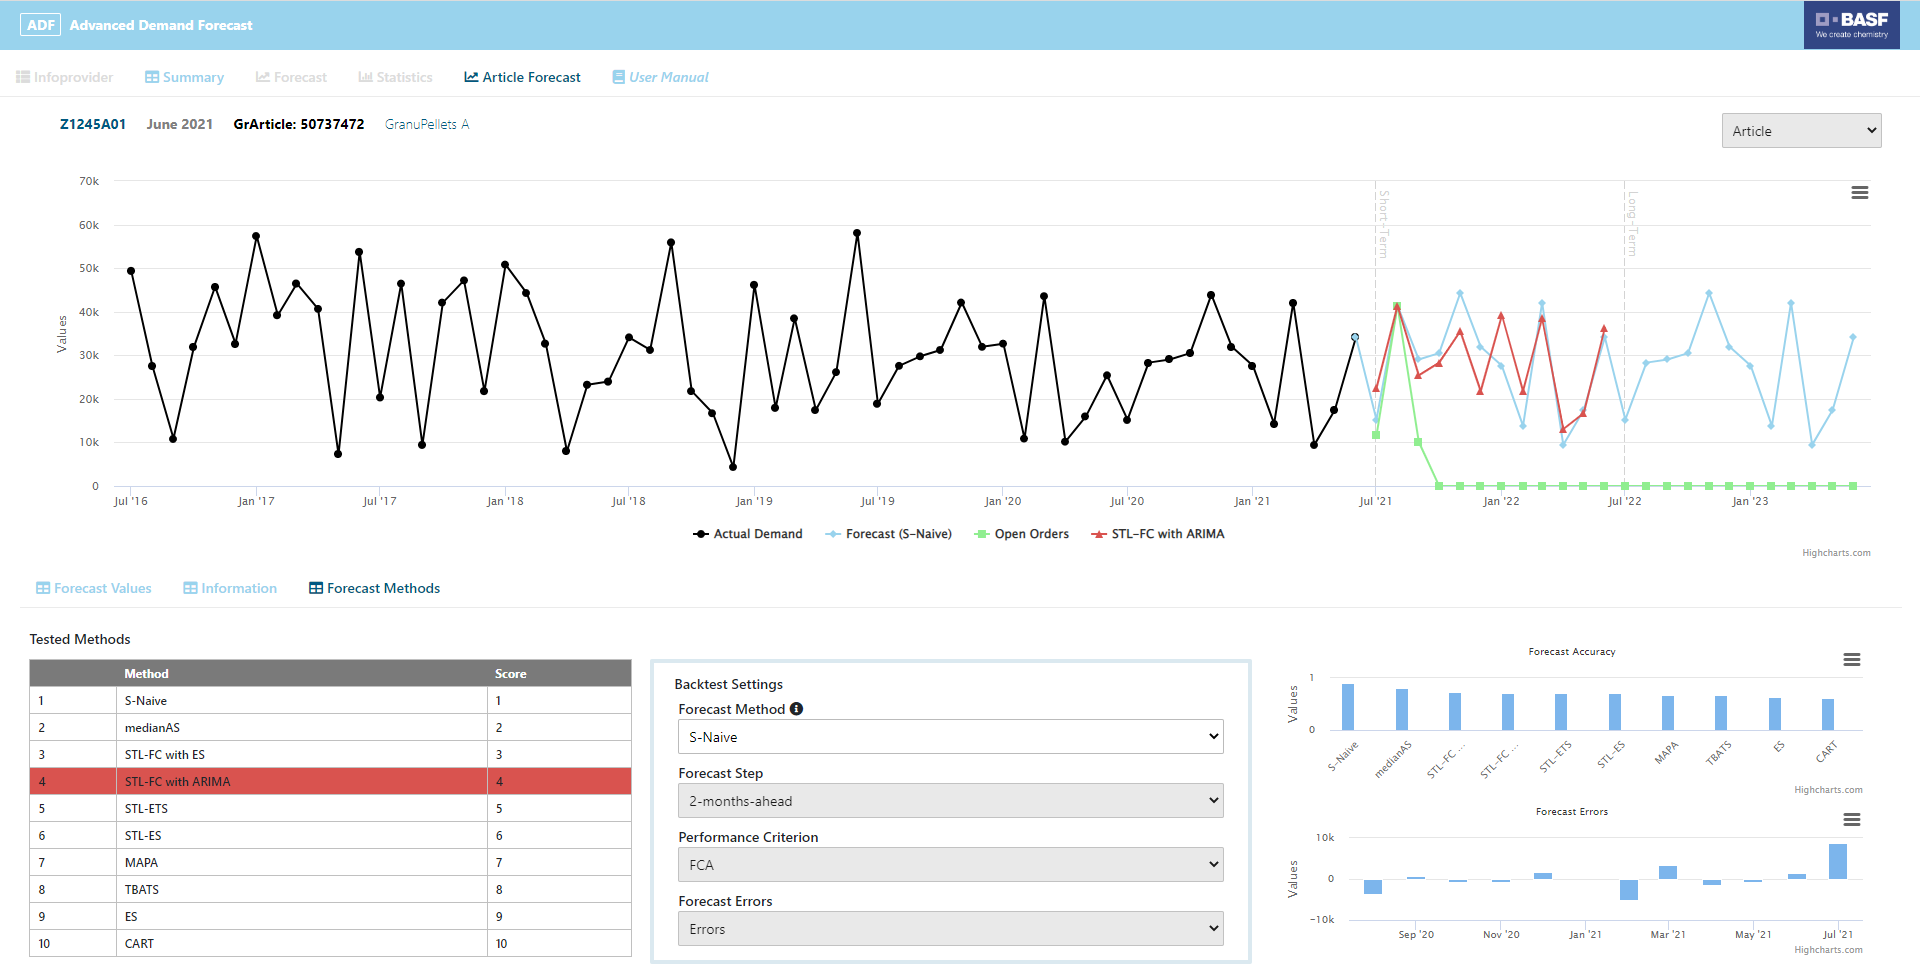 ADF Advanced Demand Forecast
BASF
We create chemistry
Infoprovider Summary Forecast Statistics Article Forecast User Manual
Z1245A01 June 2021 GrArticle: 50737472 GranuPellets A
Article
70k
60k
50k
40k
30k
20k
10k
0
Values
Short-Term
Long-Term
Jul '16 Jan '17 Jul '17 Jan '18 Jul '18 Jan '19 Jul '19 Jan '20 Jul '20 Jan '21 Jul '21 Jan '22 Jul '22 Jan '23
Actual Demand Forecast (S-Naive) Open Orders STL-FC with ARIMA
Highcharts.com
Forecast Values Information Forecast Methods
Tested Methods
Method Score
1 S-Naive 1
2 medianAS 2
3 STL-FC with ES 3
4 STL-FC with ARIMA 4
5 STL-ETS 5
6 STL-ES 6
7 MAPA 7
8 TBATS 8
9 ES 9
10 CART 10
Backtest Settings
Forecast Method
S-Naive
Forecast Step
2-months-ahead
Performance Criterion
FCA
Forecast Errors
Errors
Forecast Accuracy
1
0
Values
S-Naive medianAS STL-FC ... STL-FC ... STL-ETS STL-ES MAPA TBATS ES CART
Highcharts.com
Forecast Errors
10k
0
-10k
Values
Sep '20 Nov '20 Jan '21 Mar '21 May '21 Jul '21
Highcharts.com